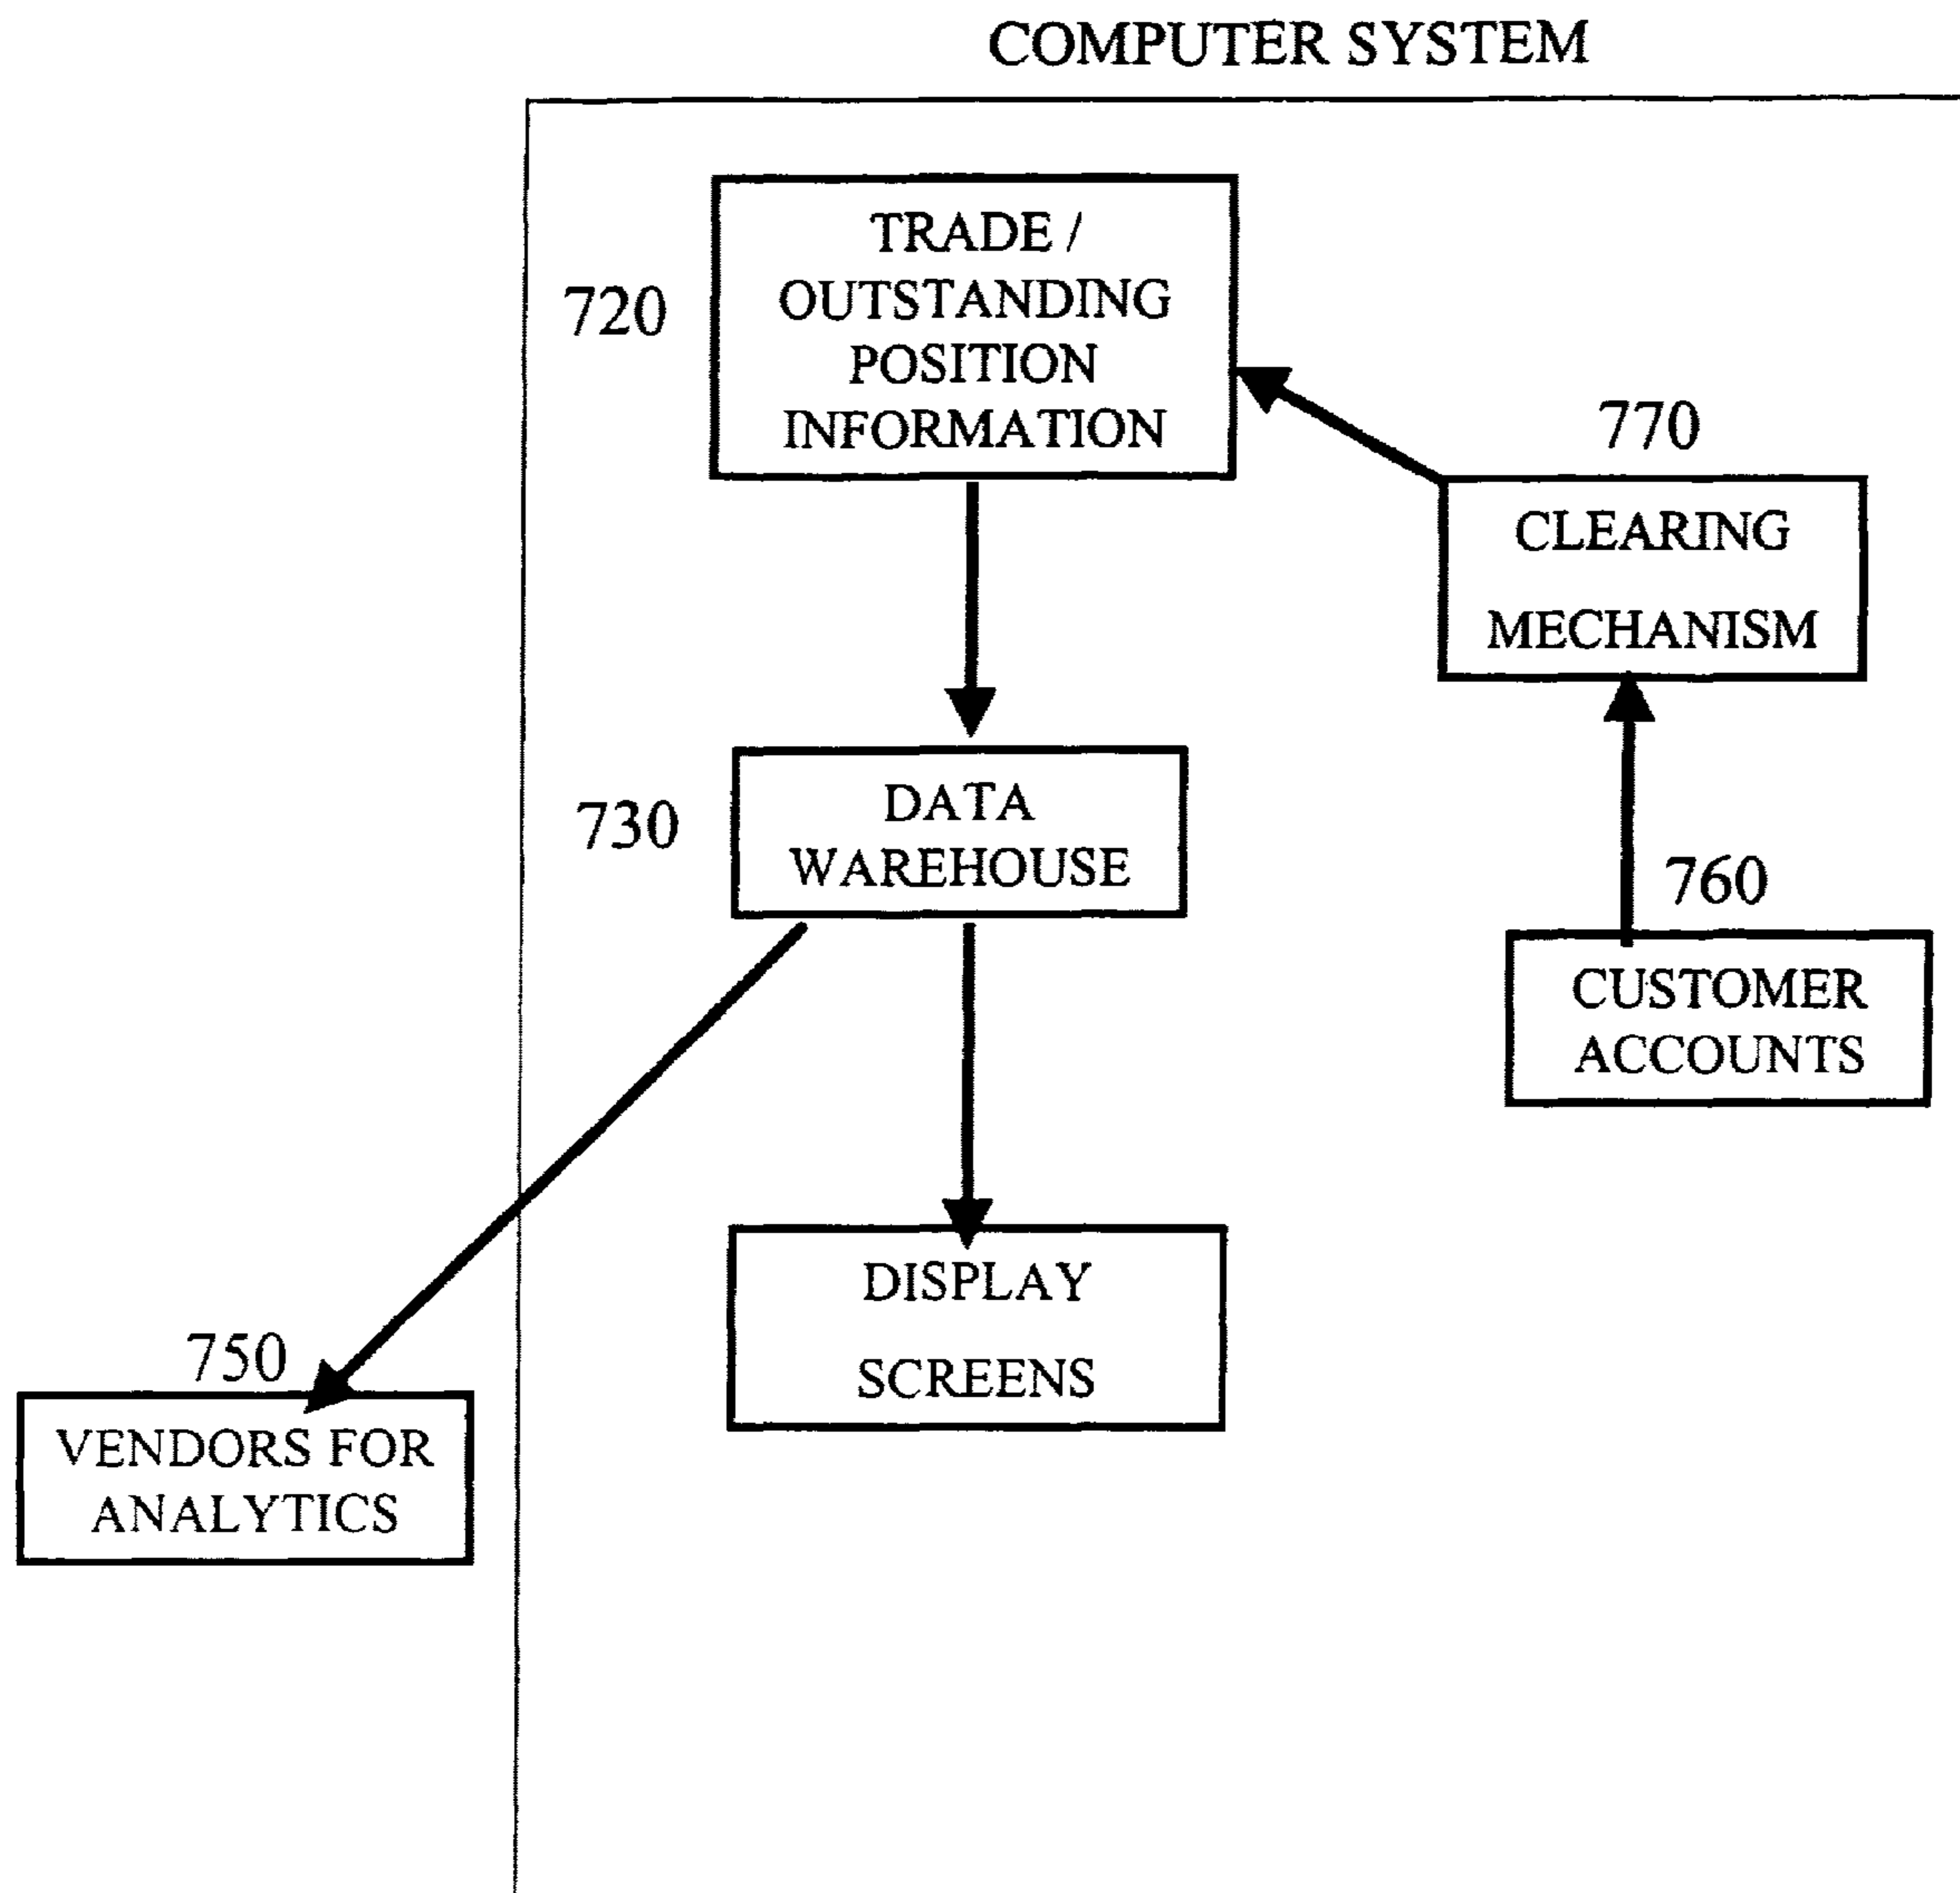 COMPUTER SYSTEM
720
TRADE /
OUTSTANDING
POSITION
INFORMATION
770
CLEARING
MECHANISM
730
DATA
WAREHOUSE
760
CUSTOMER
ACCOUNTS
DISPLAY
SCREENS
750
VENDORS FOR
ANALYTICS